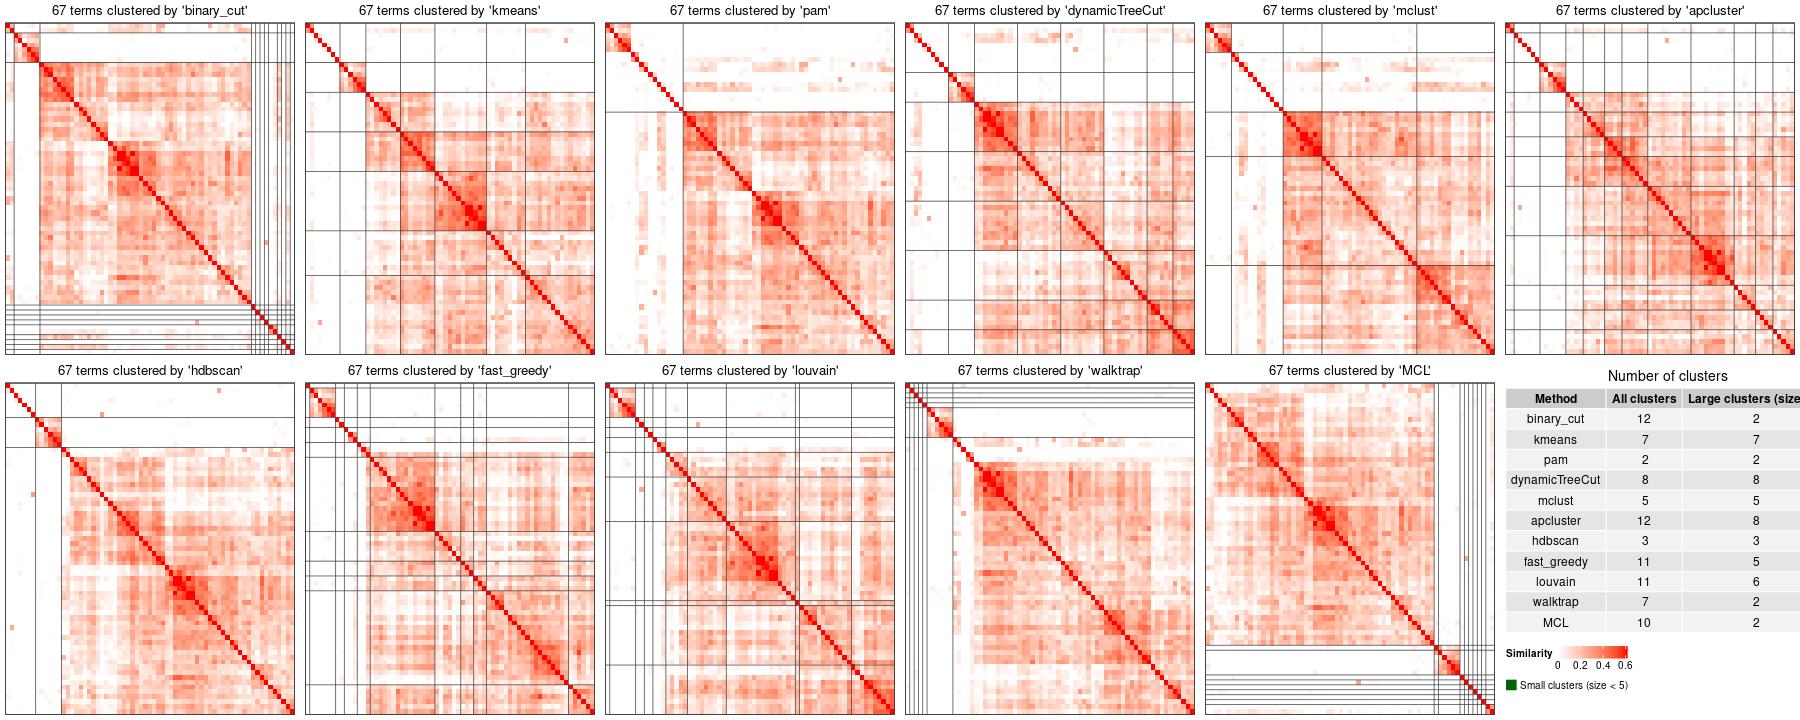 67 terms clustered by 'binary_cut'
67 terms clustered by 'kmeans'
67 terms clustered by 'pam'
67 terms clustered by 'dynamicTreeCut'
67 terms clustered by 'mclust'
67 terms clustered by 'apcluster'
67 terms clustered by 'hdbscan'
67 terms clustered by 'fast_greedy'
67 terms clustered by 'louvain'
67 terms clustered by 'walktrap'
67 terms clustered by 'MCL'
Number of clusters
Method All clusters Large clusters (size
binary_cut 12 2
kmeans 7 7
pam 2 2
dynamicTreeCut 8 8
mclust 5 5
apcluster 12 8
hdbscan 3 3
fast_greedy 11 5
louvain 11 6
walktrap 7 2
MCL 10 2
Similarity
0 0.2 0.4 0.6
Small clusters (size < 5)